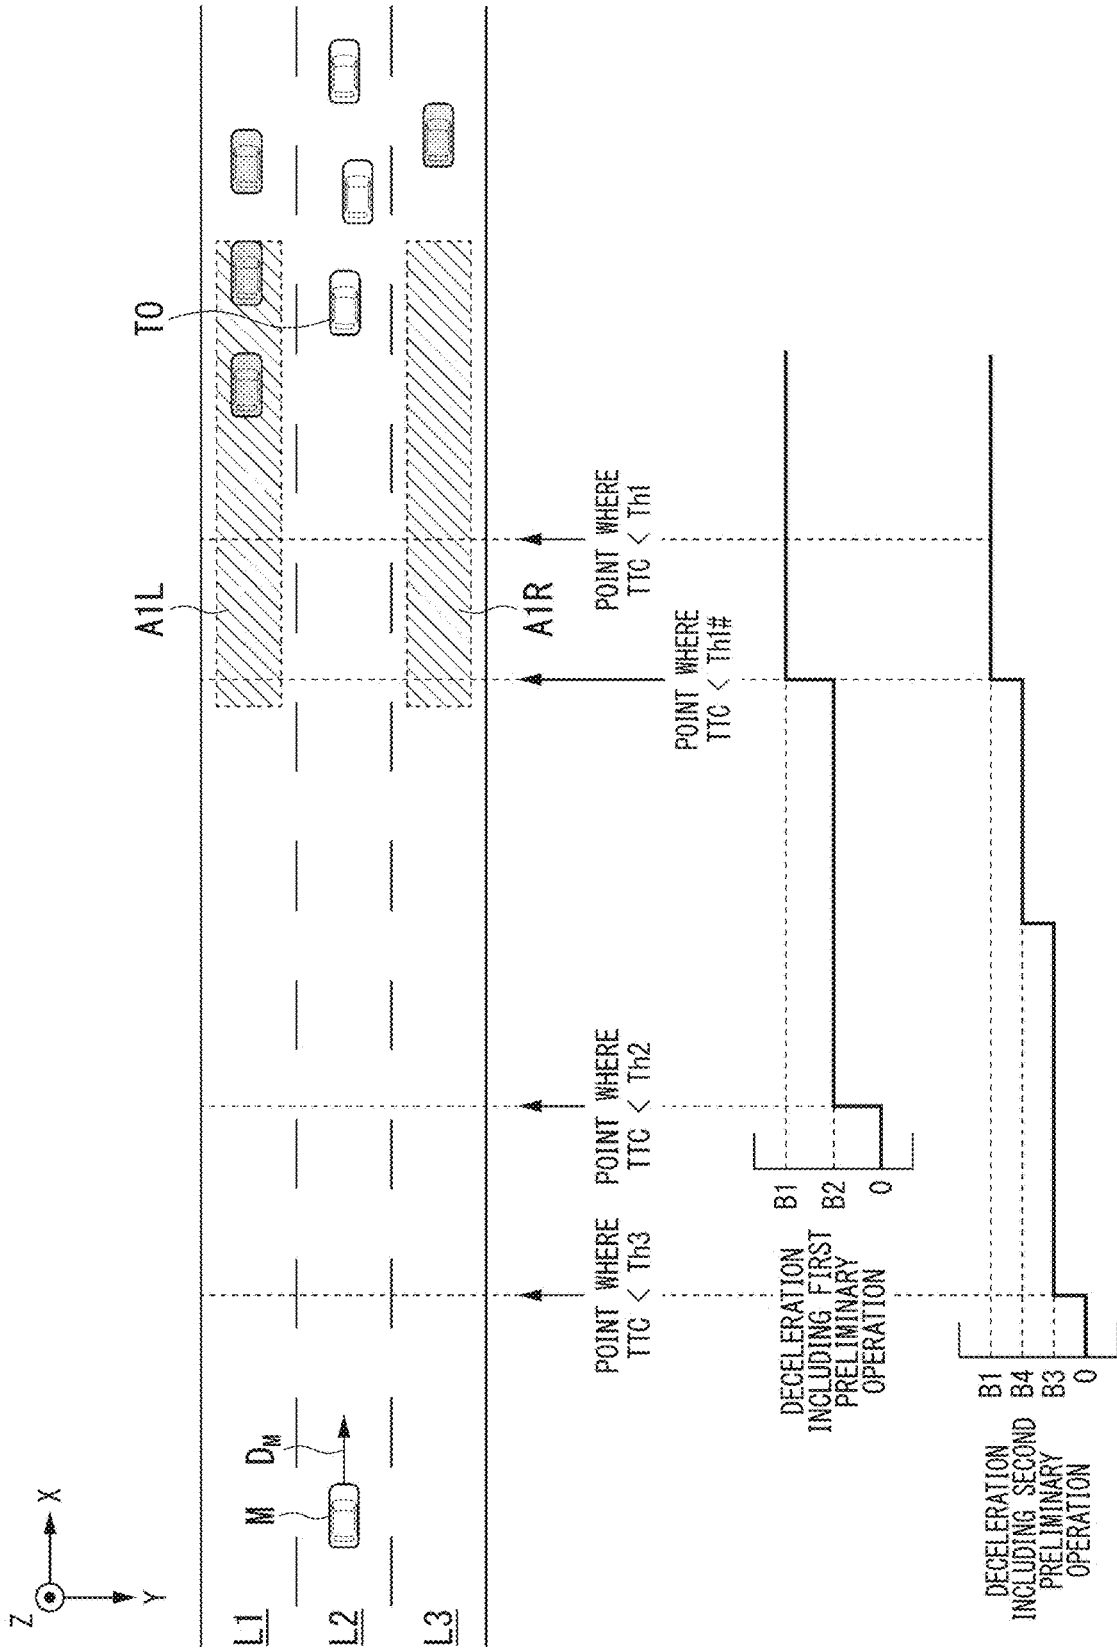 Z
X
Y
L1
L2
L3
M
DM
A1L
TO
A1R
POINT WHERE
TTC < Th3
POINT WHERE
TTC < Th2
POINT WHERE
TTC < Th1#
POINT WHERE
TTC < Th1
DECELERATION
INCLUDING FIRST
PRELIMINARY
OPERATION
B1
B2
0
DECELERATION
INCLUDING SECOND
PRELIMINARY
OPERATION
B1
B4
B3
0